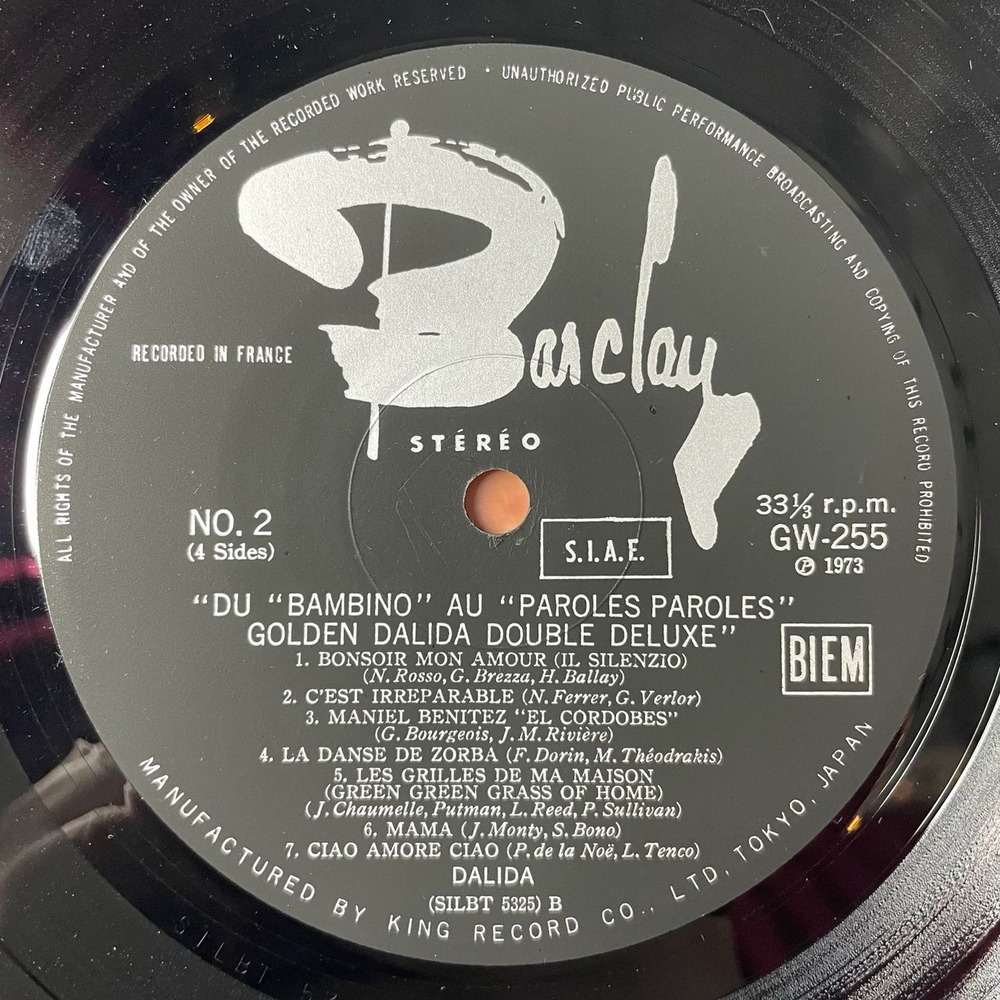 ALL RIGHTS OF THE MANUFACTURER AND OF THE OWNER OF THE RECORDED WORK RESERVED · UNAUTHORIZED PUBLIC PERFORMANCE BROADCASTING AND COPYING OF THIS RECORD PROHIBITED
Barclay
RECORDED IN FRANCE
STÉRÉO
NO. 2
(4 Sides)
S.I.A.E.
33⅓ r.p.m.
GW-255
℗ 1973
"DU "BAMBINO" AU "PAROLES PAROLES"
GOLDEN DALIDA DOUBLE DELUXE"
BIEM
1. BONSOIR MON AMOUR (IL SILENZIO)
(N. Rosso, G. Brezza, H. Ballay)
2. C'EST IRREPARABLE (N. Ferrer, G. Verlor)
3. MANIEL BENITEZ "EL CORDOBES"
(G. Bourgeois, J. M. Rivière)
4. LA DANSE DE ZORBA (F. Dorin, M. Théodrakis)
5. LES GRILLES DE MA MAISON
(GREEN GREEN GRASS OF HOME)
(J. Chaumelle, Putman, L. Reed, P. Sullivan)
6. MAMA (J. Monty, S. Bono)
7. CIAO AMORE CIAO (P. de la Noë, L. Tenco)
DALIDA
(SILBT 5325) B
MANUFACTURED BY KING RECORD CO., LTD, TOKYO, JAPAN
SILBT